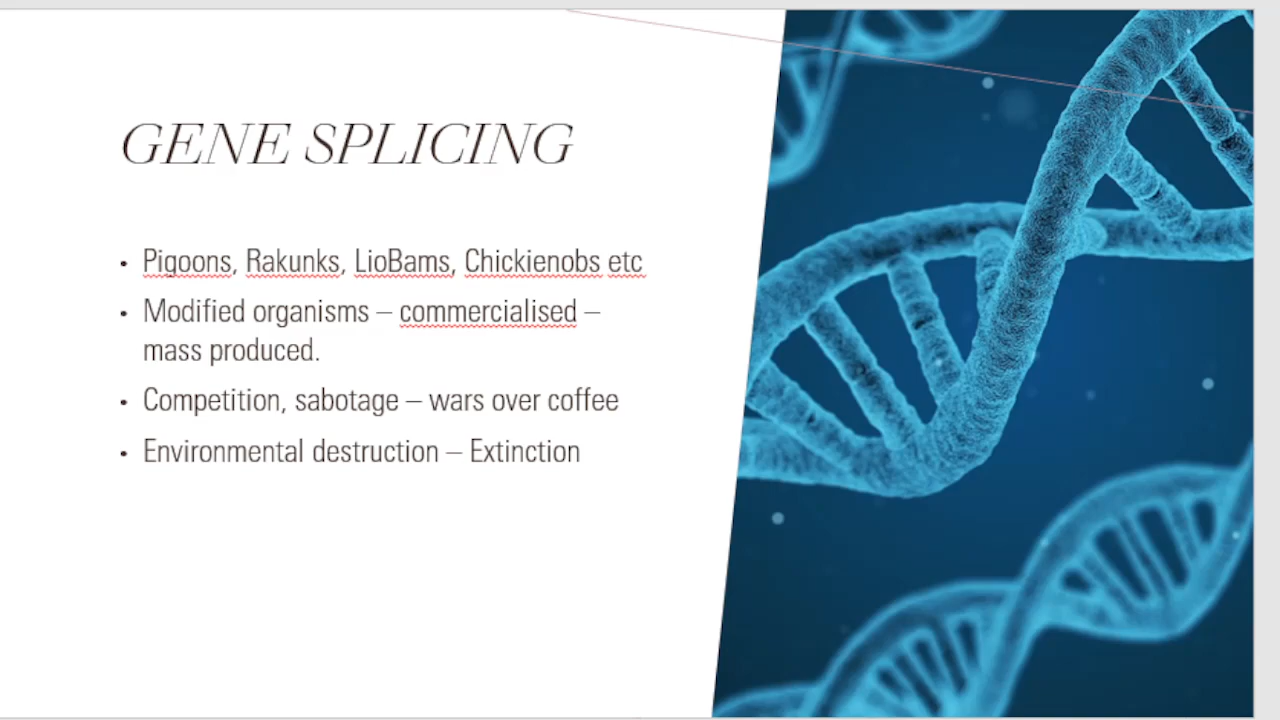 GENE SPLICING
• Pigoons, Rakunks, LioBams, Chickienobs etc
• Modified organisms – commercialised –
mass produced.
• Competition, sabotage – wars over coffee
• Environmental destruction – Extinction